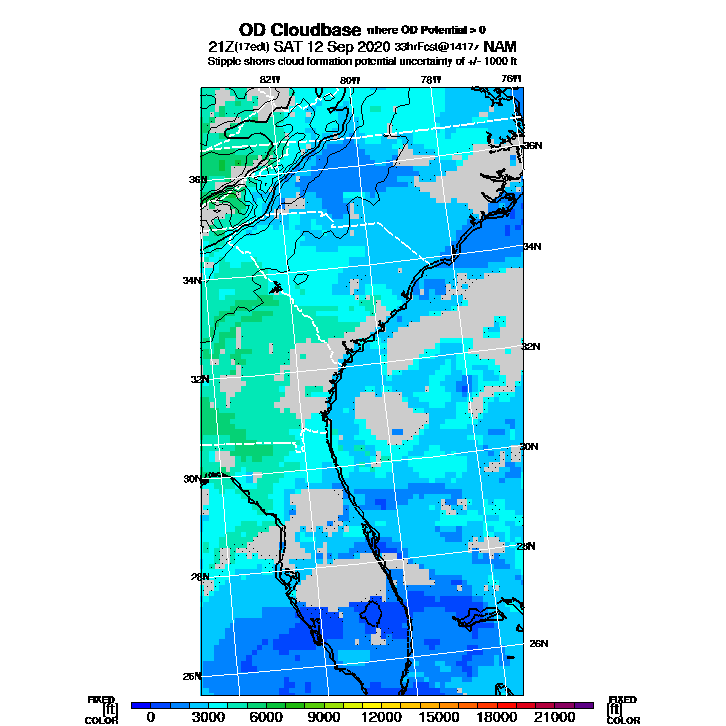 OD Cloudbase where OD Potential > 0
21Z(17edt) SAT 12 Sep 2020 33hrFcst@1417z NAM
Stipple shows cloud formation potential uncertainty of +/- 1000 ft
82W 80W 78W 76W
36N
36N
34N
34N
32N
32N
30N
30N
28N
28N
26N
26N
FIXED FIXED
[ft] [ft]
COLOR COLOR
0 3000 6000 9000 12000 15000 18000 21000